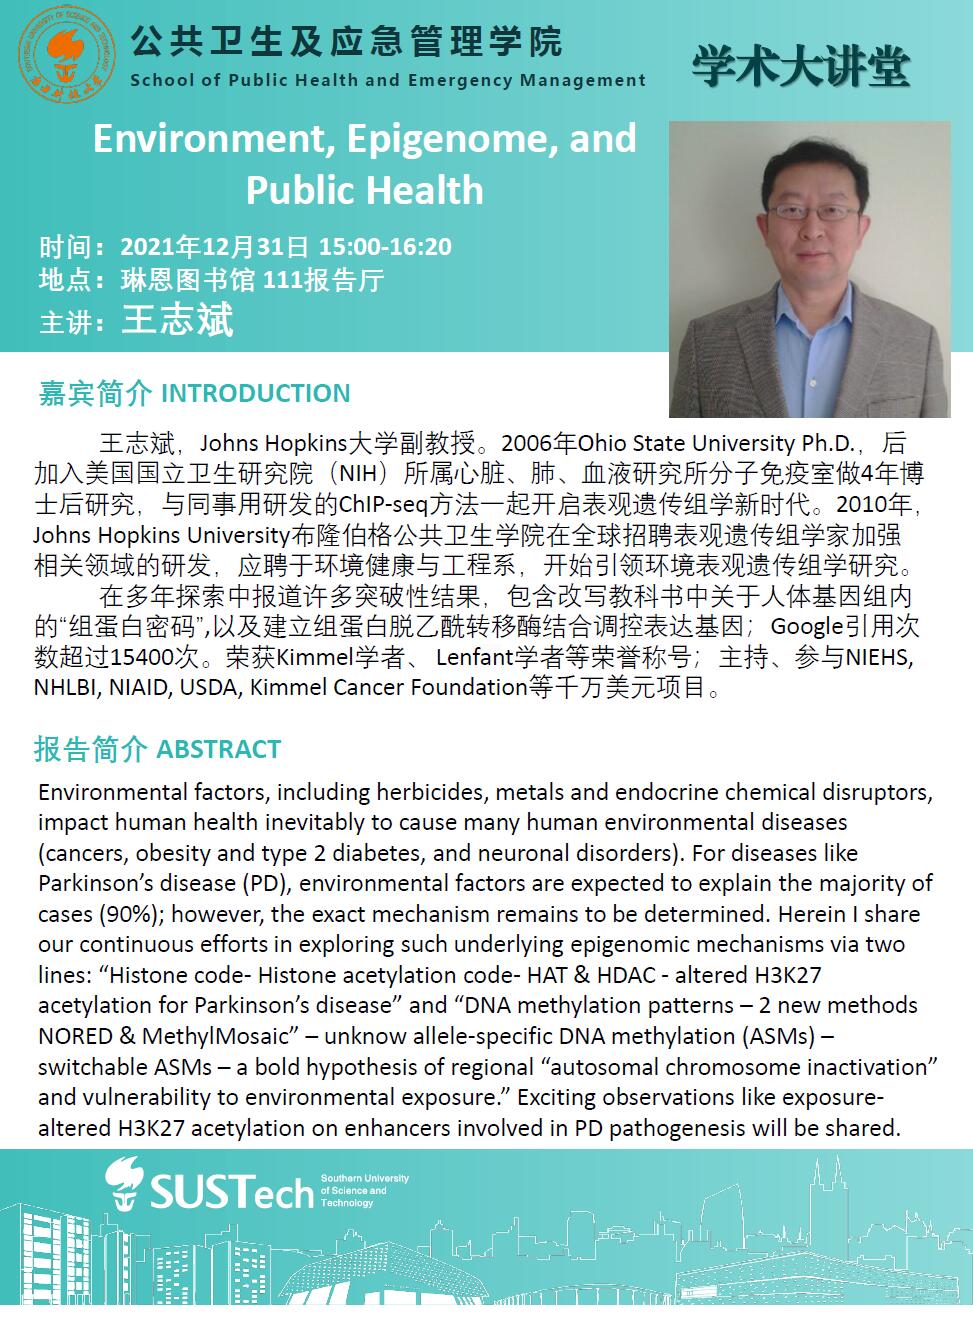 公共卫生及应急管理学院
School of Public Health and Emergency Management
学术大讲堂
Environment, Epigenome, and
Public Health
时间：2021年12月31日 15:00-16:20
地点：琳恩图书馆 111报告厅
主讲：王志斌
嘉宾简介 INTRODUCTION
王志斌，Johns Hopkins大学副教授。2006年Ohio State University Ph.D.，后
加入美国国立卫生研究院（NIH）所属心脏、肺、血液研究所分子免疫室做4年博
士后研究，与同事用研发的ChIP-seq方法一起开启表观遗传组学新时代。2010年，
Johns Hopkins University布隆伯格公共卫生学院在全球招聘表观遗传组学家加强
相关领域的研发，应聘于环境健康与工程系，开始引领环境表观遗传组学研究。
在多年探索中报道许多突破性结果，包含改写教科书中关于人体基因组内
的“组蛋白密码”,以及建立组蛋白脱乙酰转移酶结合调控表达基因；Google引用次
数超过15400次。荣获Kimmel学者、Lenfant学者等荣誉称号；主持、参与NIEHS,
NHLBI, NIAID, USDA, Kimmel Cancer Foundation等千万美元项目。
报告简介 ABSTRACT
Environmental factors, including herbicides, metals and endocrine chemical disruptors,
impact human health inevitably to cause many human environmental diseases
(cancers, obesity and type 2 diabetes, and neuronal disorders). For diseases like
Parkinson’s disease (PD), environmental factors are expected to explain the majority of
cases (90%); however, the exact mechanism remains to be determined. Herein I share
our continuous efforts in exploring such underlying epigenomic mechanisms via two
lines: “Histone code- Histone acetylation code- HAT & HDAC - altered H3K27
acetylation for Parkinson’s disease” and “DNA methylation patterns – 2 new methods
NORED & MethylMosaic” – unknow allele-specific DNA methylation (ASMs) –
switchable ASMs – a bold hypothesis of regional “autosomal chromosome inactivation”
and vulnerability to environmental exposure.” Exciting observations like exposure-
altered H3K27 acetylation on enhancers involved in PD pathogenesis will be shared.
SUSTech
Southern University
of Science and
Technology